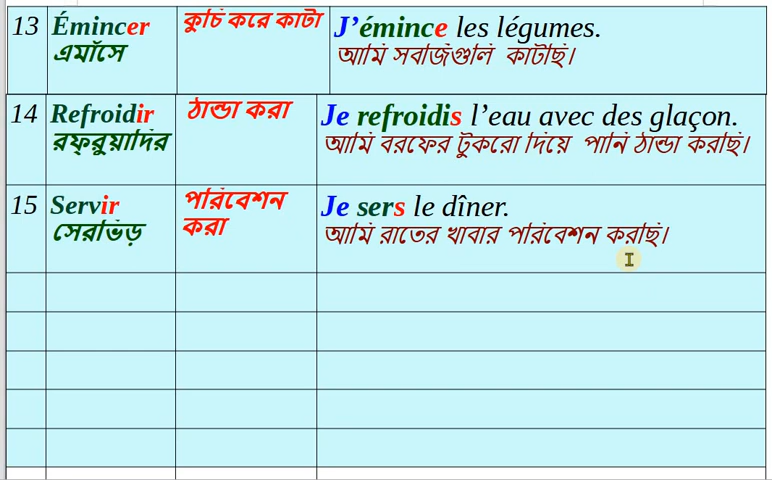 13 Émincer কুচি করে কাটা J’émince les légumes.
এমাঁসে আমি সবজিগুলি কাটছি।
14 Refroidir ঠান্ডা করা Je refroidis l’eau avec des glaçon.
রফ্রুয়াদির আমি বরফের টুকরো দিয়ে পানি ঠান্ডা করছি।
15 Servir পরিবেশন করা Je sers le dîner.
সেরভিড় আমি রাতের খাবার পরিবেশন করছি।